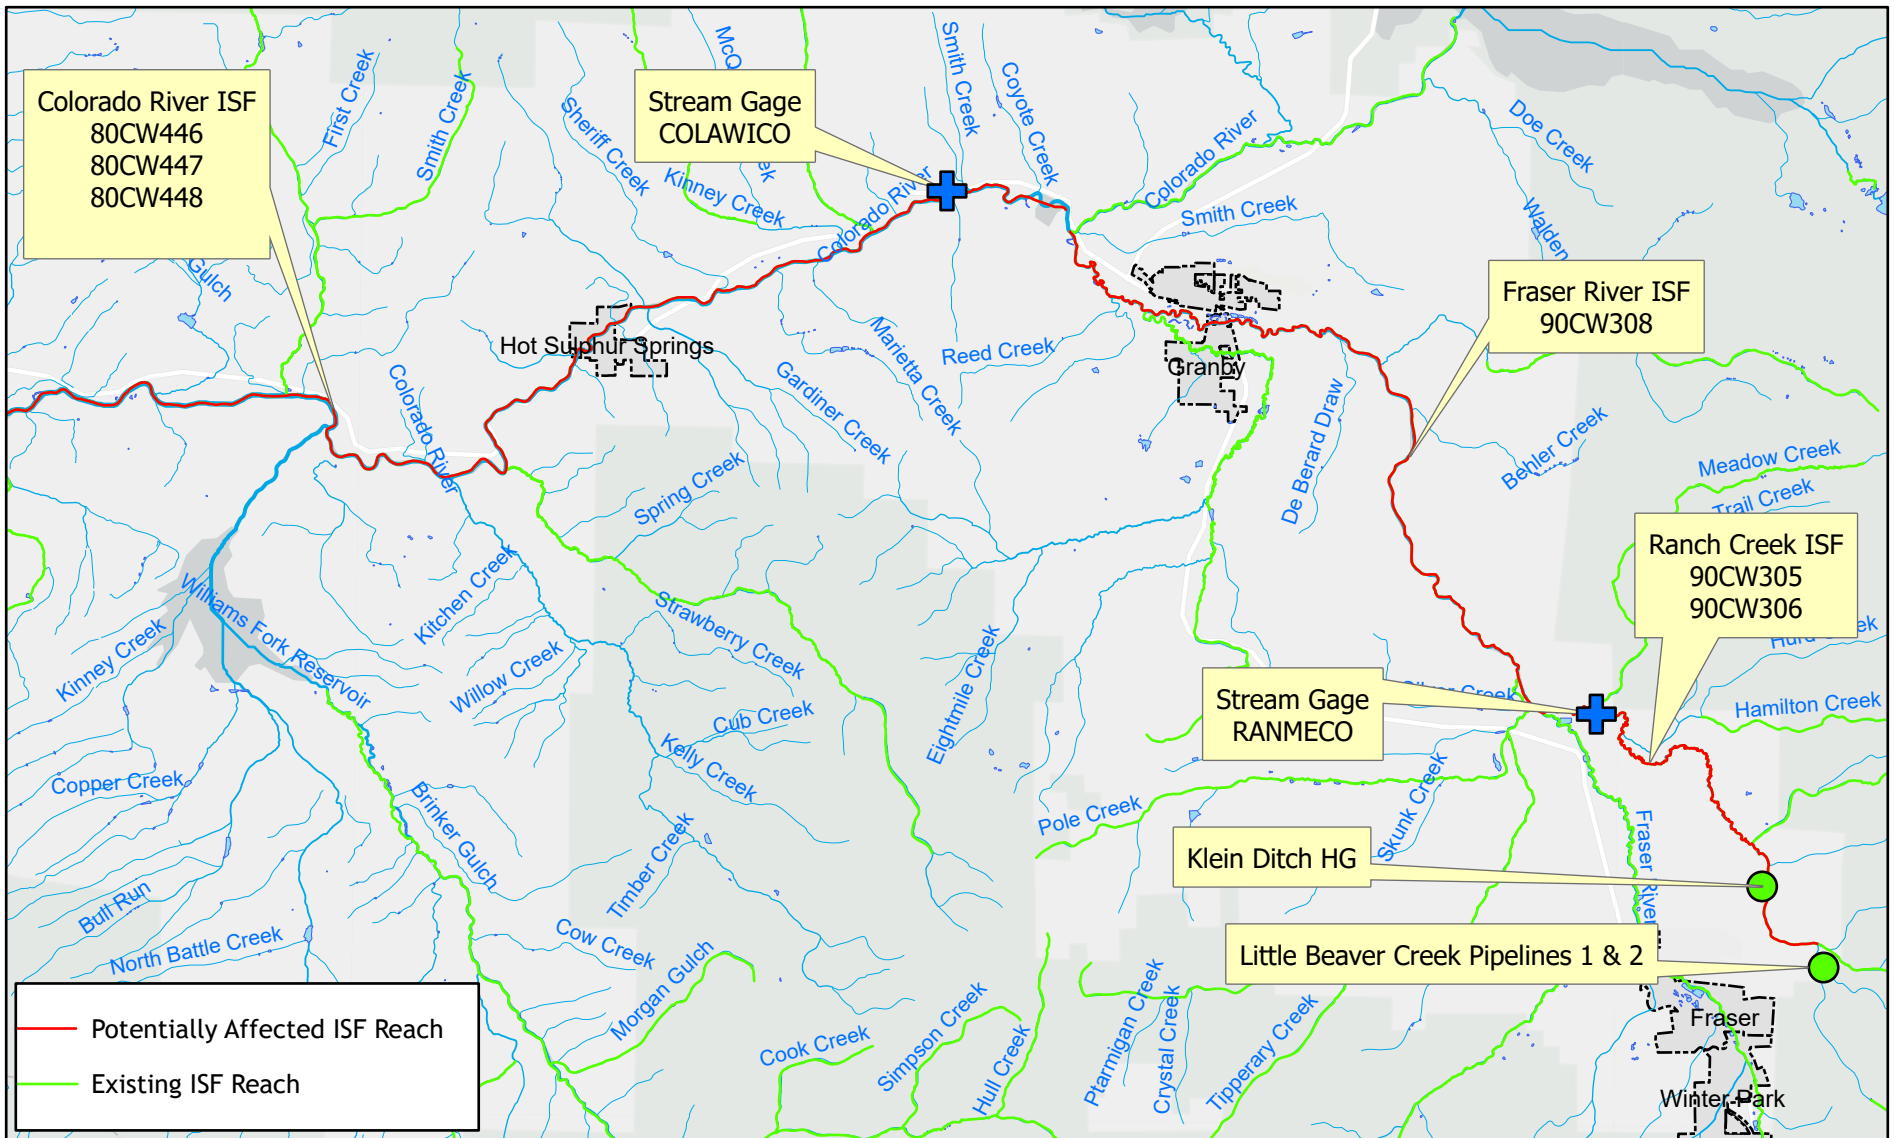 Colorado River ISF
80CW446
80CW447
80CW448
Stream Gage
COLAWICO
Fraser River ISF
90CW308
Ranch Creek ISF
90CW305
90CW306
Stream Gage
RANMECO
Klein Ditch HG
Little Beaver Creek Pipelines 1 & 2
First Creek
Smith Creek
Sheriff Creek
Kinney Creek
Smith Creek
Coyote Creek
Colorado River
Colorado River
Smith Creek
Doe Creek
Walden
Gulch
Hot Sulphur Springs
Granby
Colorado River
Gardiner Creek
Marietta Creek
Reed Creek
De Berard Draw
Behler Creek
Meadow Creek
Trail Creek
Hamilton Creek
Spring Creek
Kitchen Creek
Williams Fork Reservoir
Kinney Creek
Willow Creek
Strawberry Creek
Cub Creek
Kelly Creek
Eightmile Creek
Copper Creek
Brinker Gulch
Timber Creek
Pole Creek
Skunk Creek
Fraser River
Bull Run
North Battle Creek
Cow Creek
Morgan Gulch
Cook Creek
Simpson Creek
Hull Creek
Ptarmigan Creek
Crystal Creek
Tipperary Creek
Fraser
Winter Park
Potentially Affected ISF Reach
Existing ISF Reach